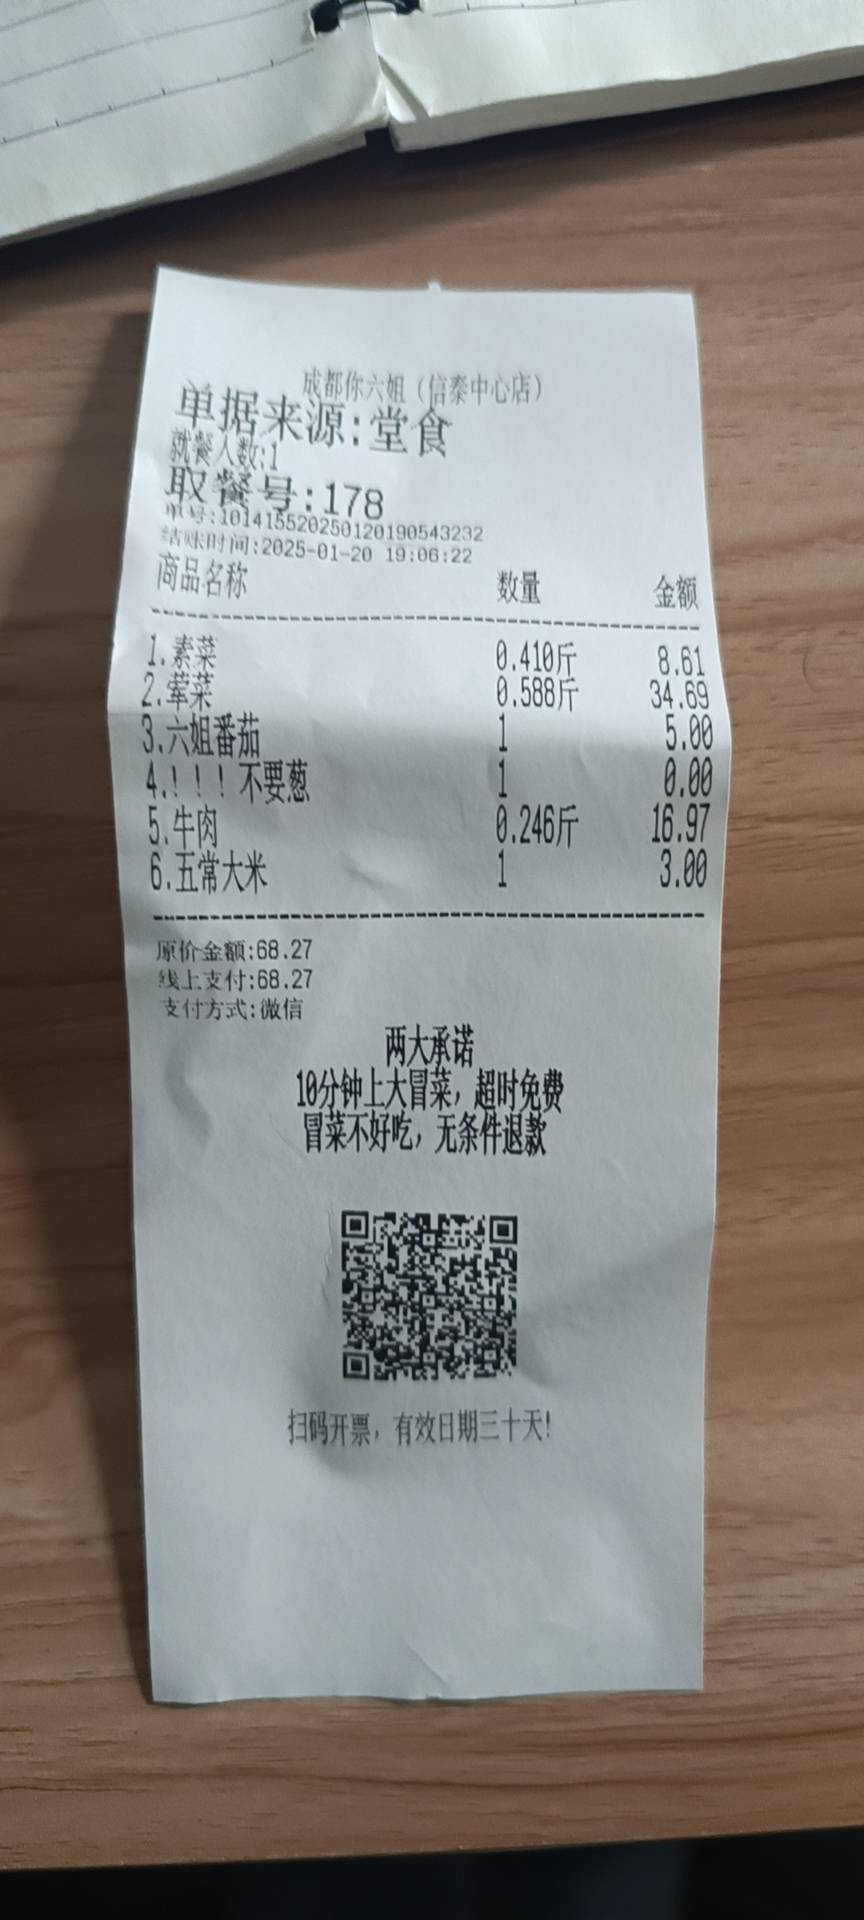 成都你六姐（信泰中心店）
单据来源:堂食
就餐人数:1
取餐号:178
单号:101415520250120190543232
结账时间:2025-01-20 19:06:22
商品名称 数量 金额
1.素菜 0.410斤 8.61
2.荤菜 0.588斤 34.69
3.六姐番茄 1 5.00
4.！！！不要葱 1 0.00
5.牛肉 0.246斤 16.97
6.五常大米 1 3.00
原价金额:68.27
线上支付:68.27
支付方式:微信
两大承诺
10分钟上大冒菜，超时免费
冒菜不好吃，无条件退款
扫码开票，有效日期三十天!